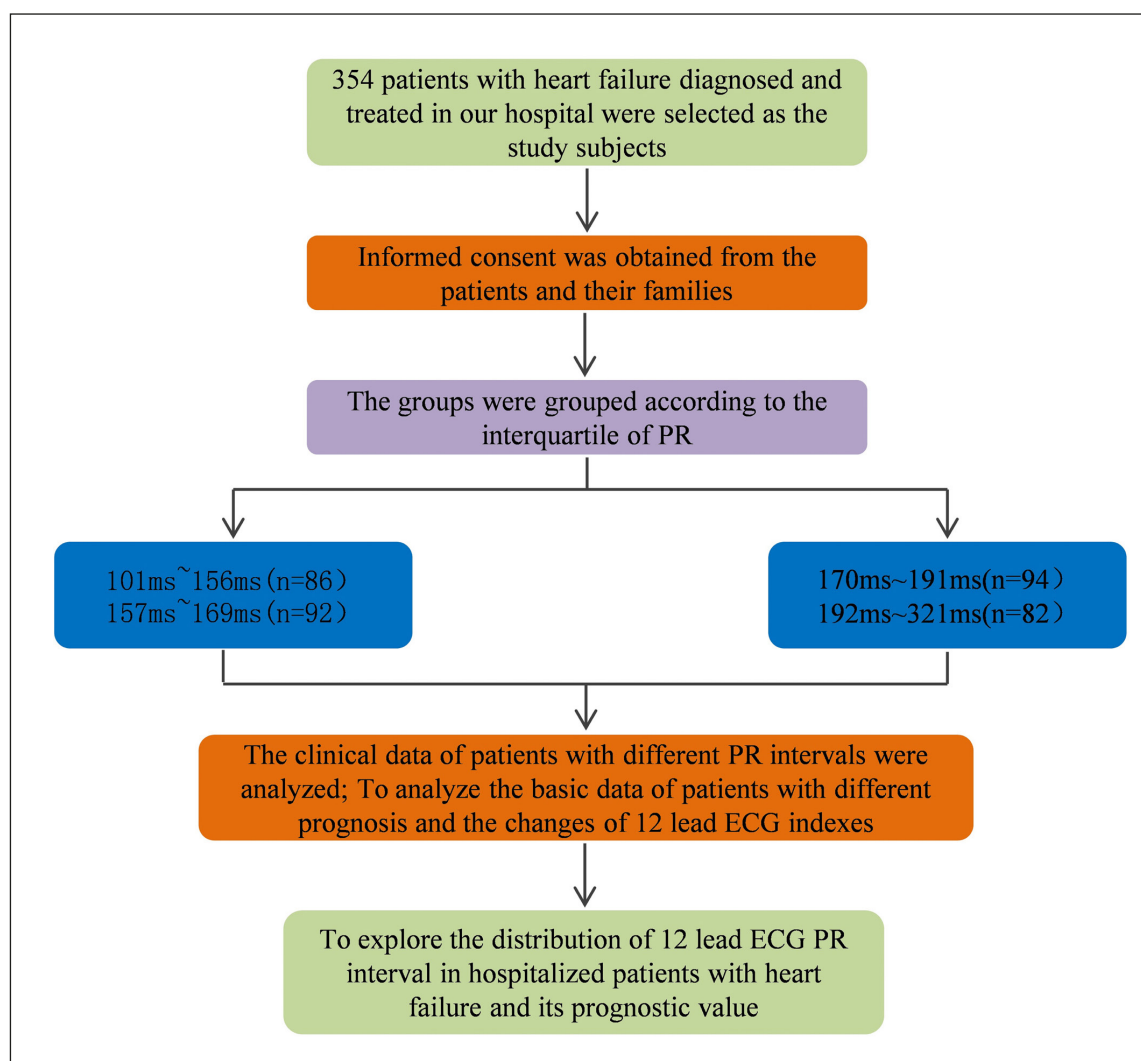 354 patients with heart failure diagnosed and
treated in our hospital were selected as the
study subjects
Informed consent was obtained from the
patients and their families
The groups were grouped according to the
interquartile of PR
101ms~156ms(n=86)
157ms~169ms(n=92)
170ms~191ms(n=94)
192ms~321ms(n=82)
The clinical data of patients with different PR intervals were
analyzed; To analyze the basic data of patients with different
prognosis and the changes of 12 lead ECG indexes
To explore the distribution of 12 lead ECG PR
interval in hospitalized patients with heart
failure and its prognostic value